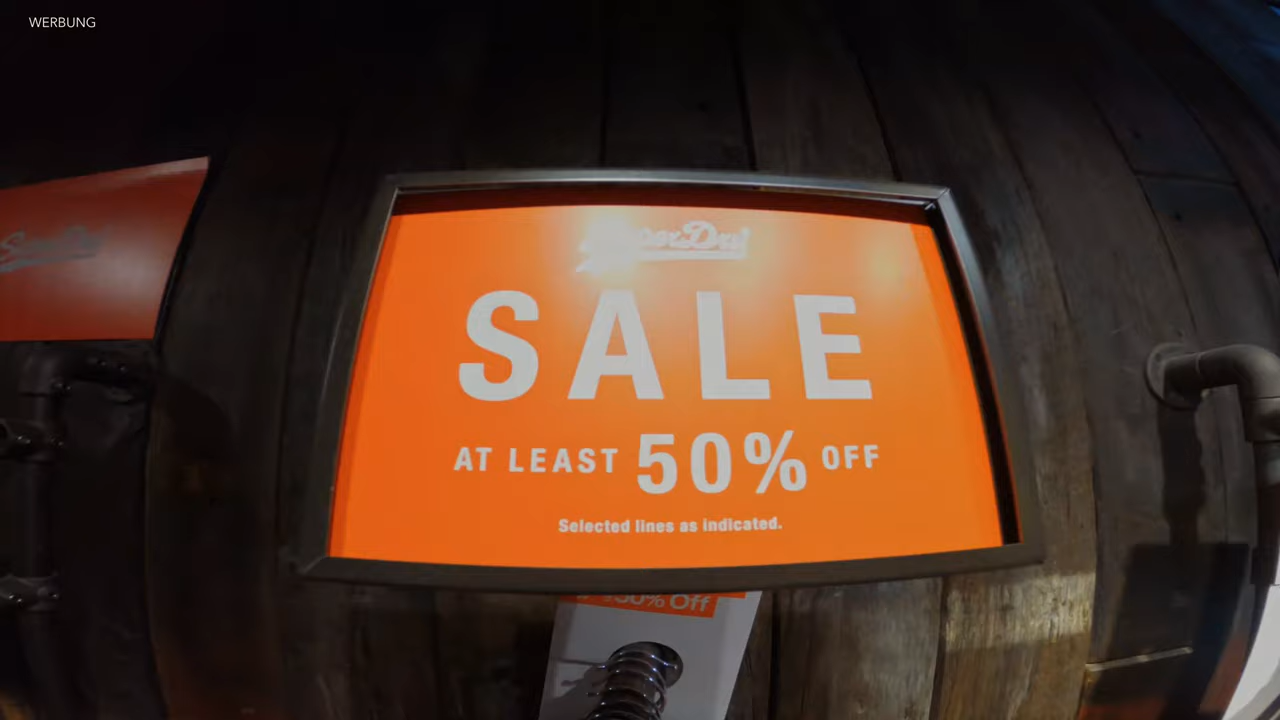 WERBUNG
SALE
AT LEAST 50% OFF
Selected lines as indicated.
50% Off